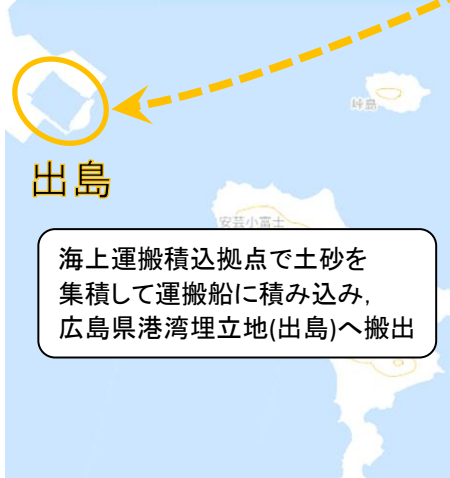 峠島
出島
安芸小富士
海上運搬積込拠点で土砂を
集積して運搬船に積み込み,
広島県港湾埋立地(出島)へ搬出